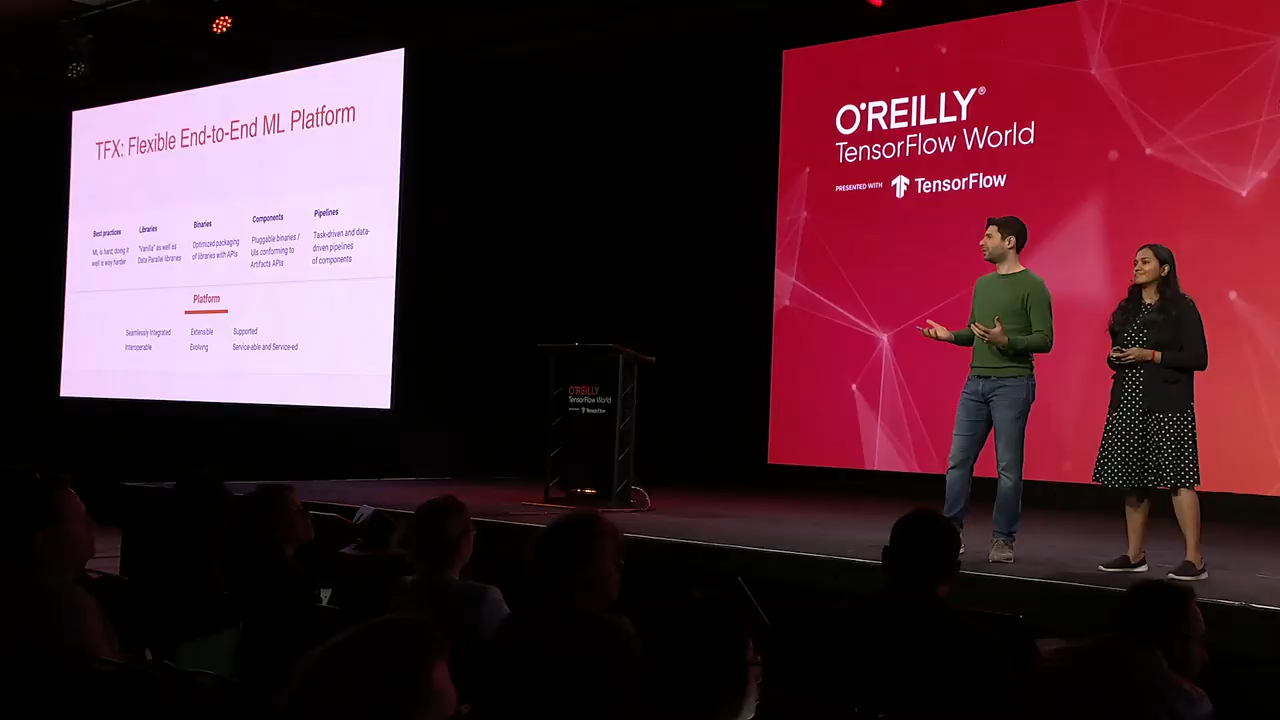 TFX: Flexible End-to-End ML Platform
Best practices
ML is hard; doing it
well is way harder
Libraries
"Vanilla" as well as
Data Parallel libraries
Binaries
Optimized packaging
of libraries with APIs
Components
Pluggable binaries /
UIs conforming to
Artifacts APIs
Pipelines
Task-driven and data-
driven pipelines
of components
Platform
Seamlessly Integrated
Interoperable
Extensible
Evolving
Supported
Service-able and Service-ed
O'REILLY®
TensorFlow World
PRESENTED WITH TensorFlow
O'REILLY
TensorFlow World
TensorFlow